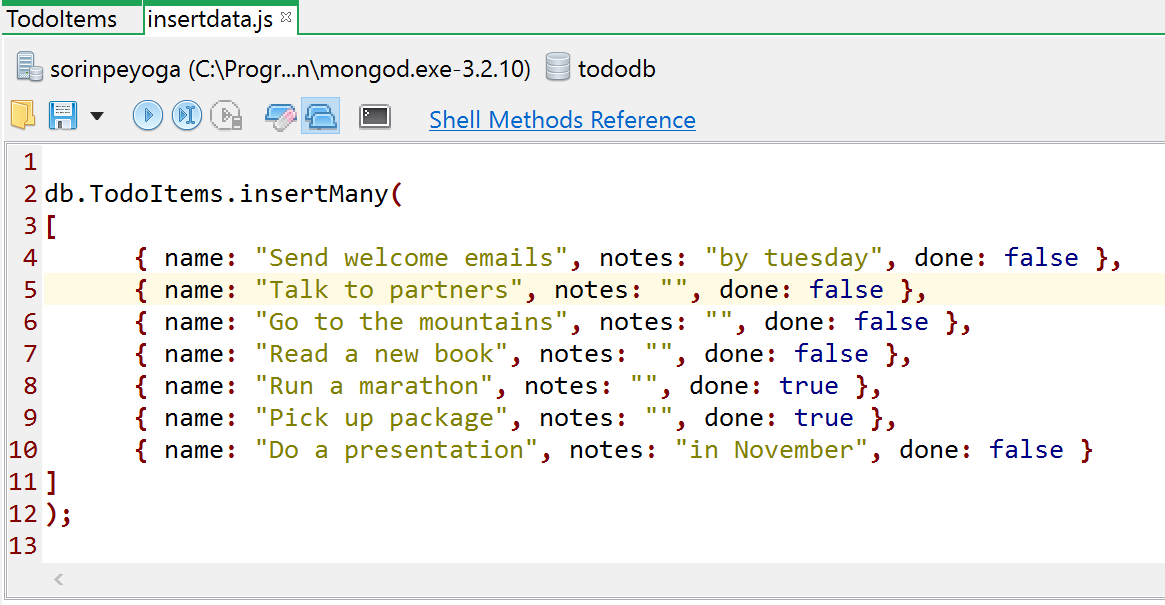 TodoItems insertdata.js
sorinpeyoga (C:\Progr...n\mongod.exe-3.2.10) tododb
Shell Methods Reference
1
2 db.TodoItems.insertMany(
3 [
4 { name: "Send welcome emails", notes: "by tuesday", done: false },
5 { name: "Talk to partners", notes: "", done: false },
6 { name: "Go to the mountains", notes: "", done: false },
7 { name: "Read a new book", notes: "", done: false },
8 { name: "Run a marathon", notes: "", done: true },
9 { name: "Pick up package", notes: "", done: true },
10 { name: "Do a presentation", notes: "in November", done: false }
11 ]
12 );
13